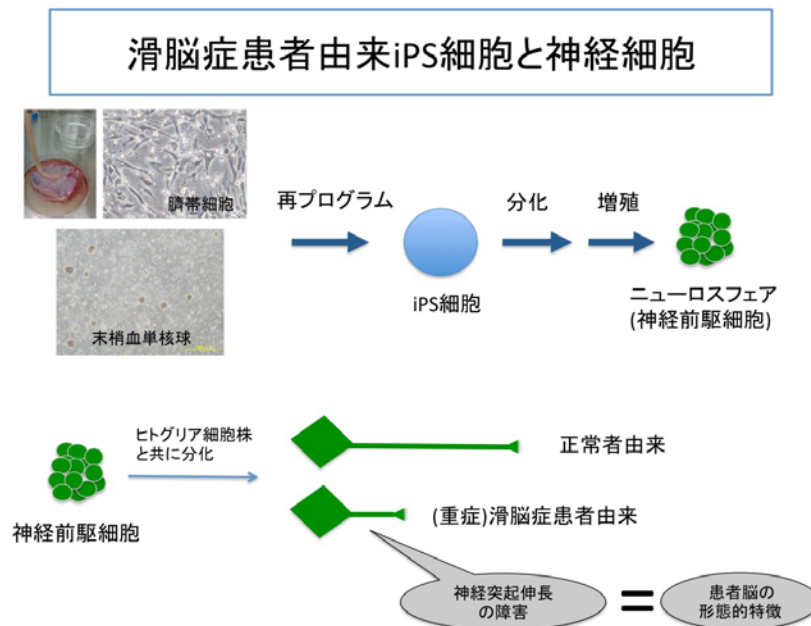 滑脳症患者由来iPS細胞と神経細胞
臍帯細胞
再プログラム
分化
増殖
末梢血単核球
iPS細胞
ニューロスフェア
(神経前駆細胞)
ヒトグリア細胞株
と共に分化
正常者由来
(重症)滑脳症患者由来
神経前駆細胞
神経突起伸長
の障害
=
患者脳の
形態的特徴